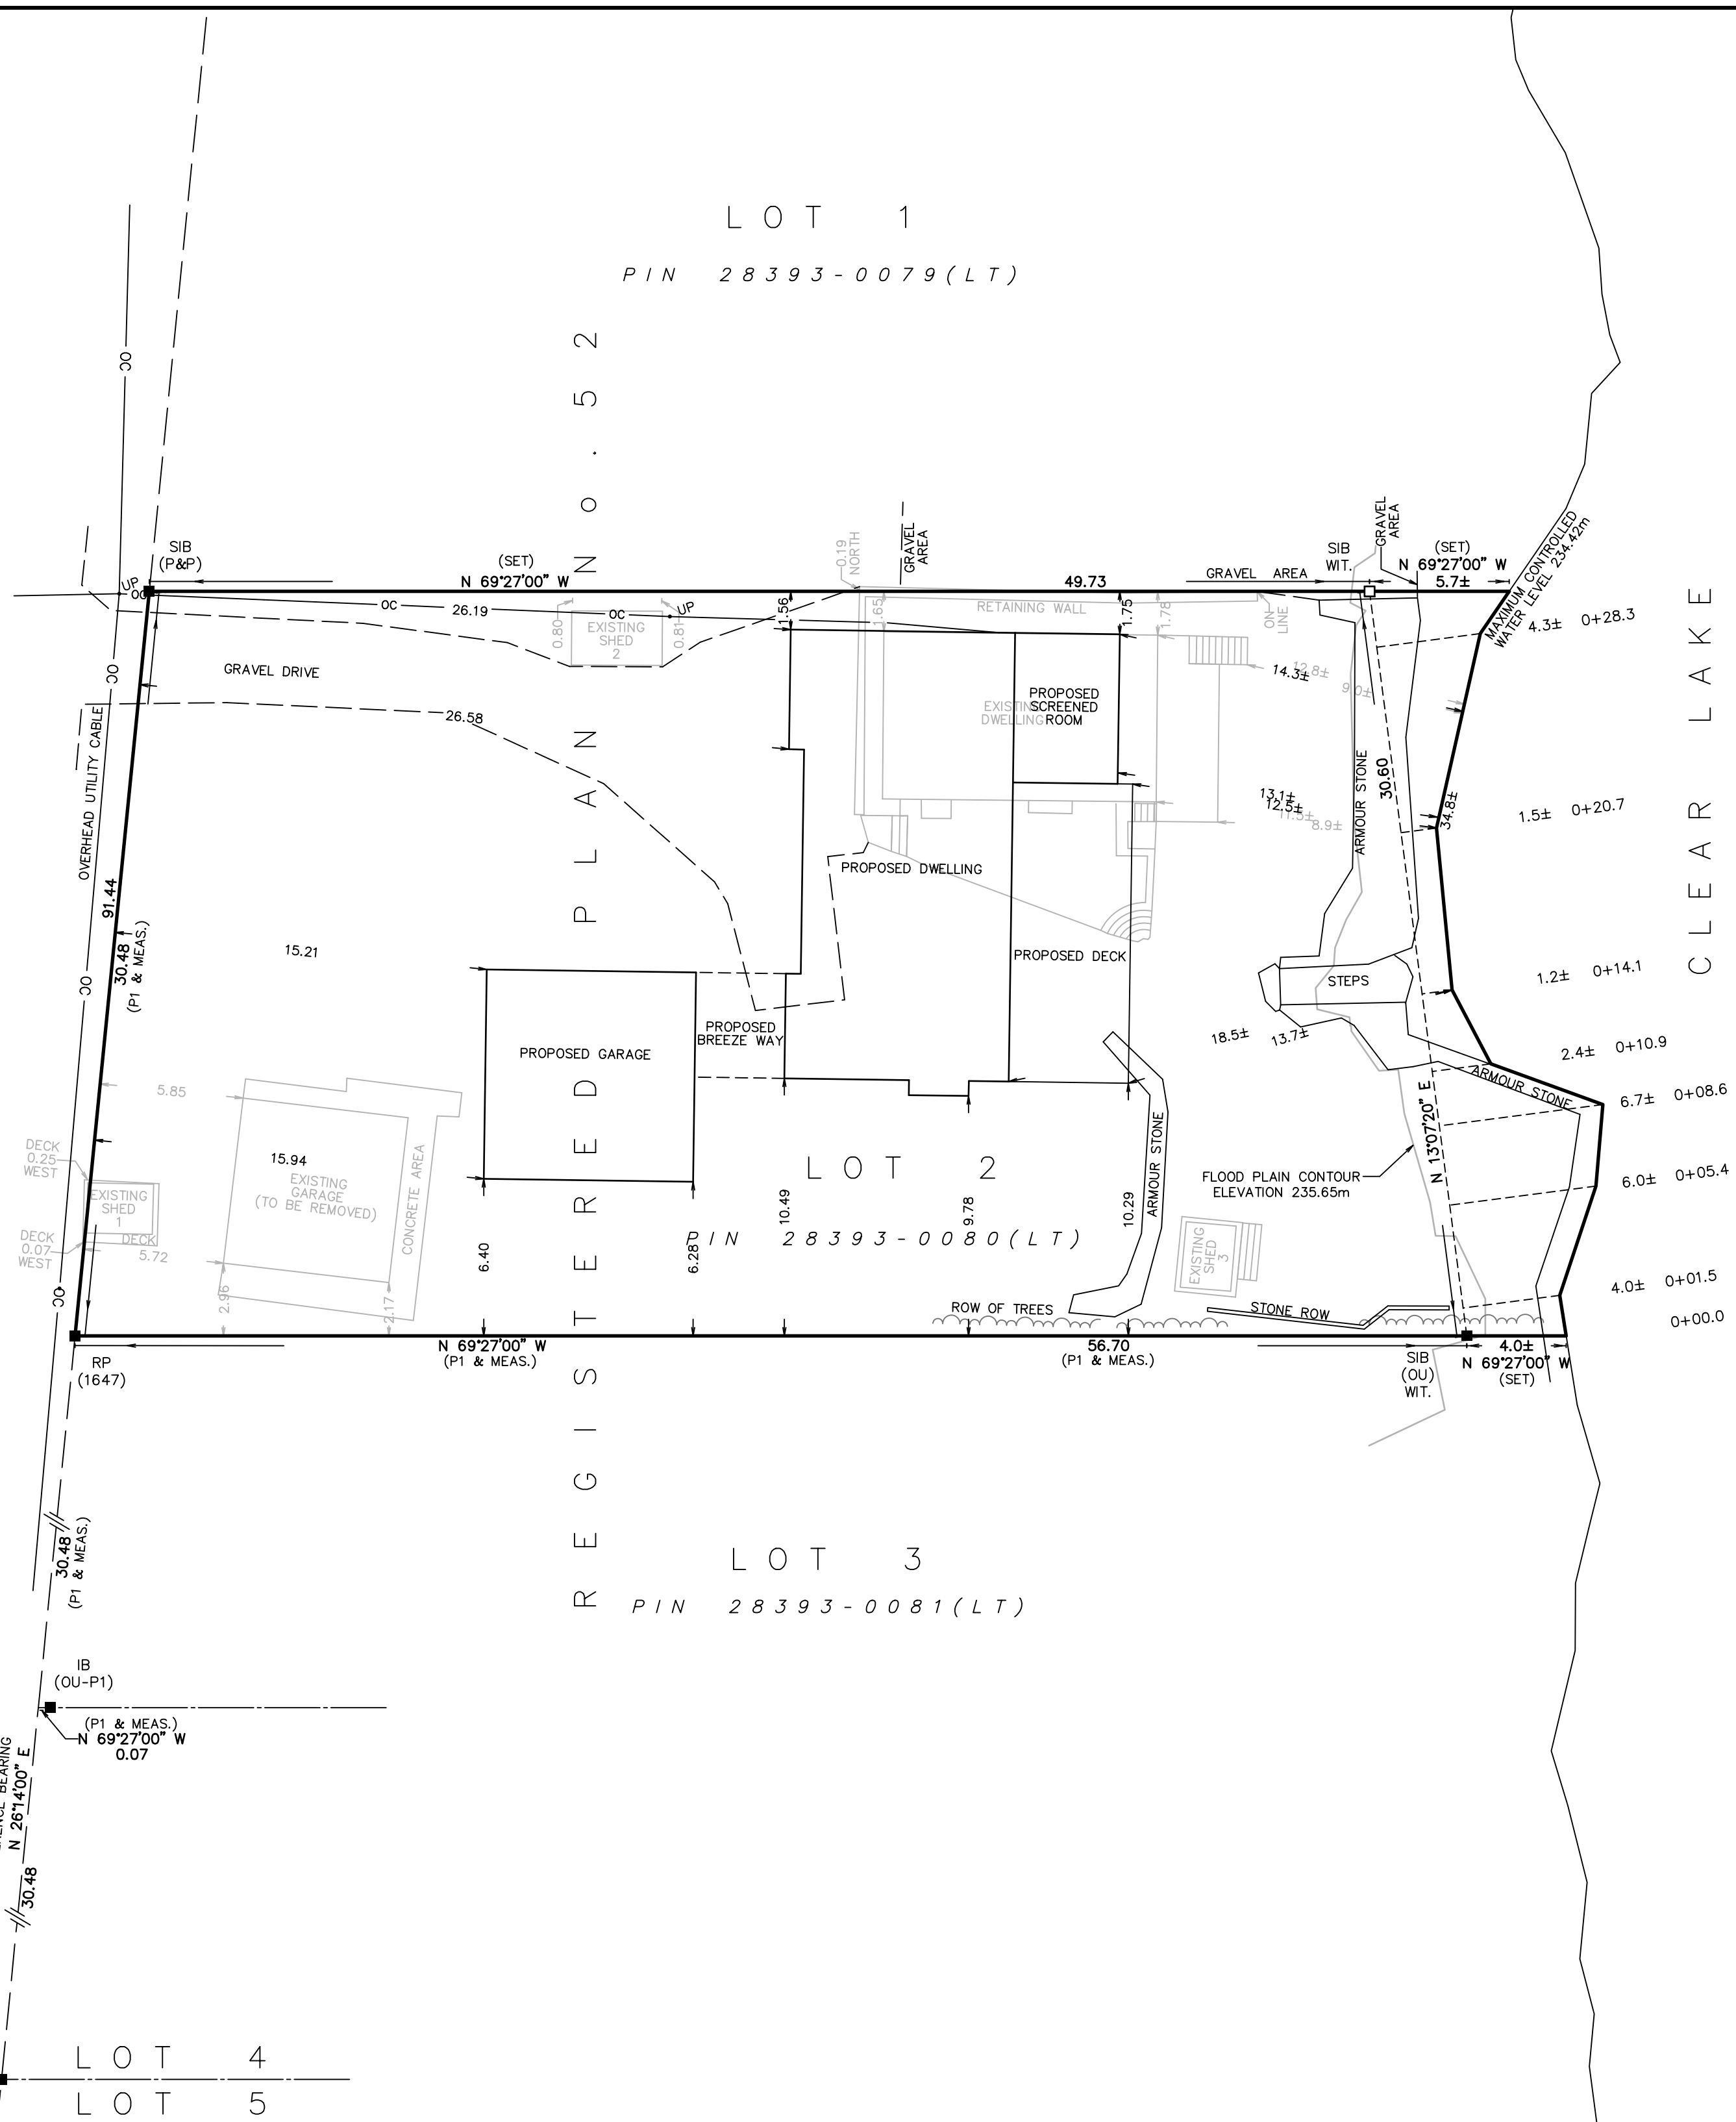 LOT 1
PIN 28393-0079(LT)
REGISTERED PLAN No. 52
OC
SIB
(P&P)
UP
OC
(SET)
N 69°27'00" W
49.73
OC
26.19
OC
UP
0.80
EXISTING
SHED
2
0.81
0.19
NORTH
GRAVEL
AREA
GRAVEL AREA
SIB
WIT.
GRAVEL
AREA
(SET)
N 69°27'00" W
5.7±
MAXIMUM CONTROLLED
WATER LEVEL 234.42m
CLEAR LAKE
1.56
1.65
RETAINING WALL
1.75
1.78
ON
LINE
4.3± 0+28.3
GRAVEL DRIVE
26.58
OC
OVERHEAD UTILITY CABLE
EXISTING
DWELLING
PROPOSED
SCREENED
ROOM
14.3±
12.8±
9.0±
13.1±
12.5±
11.5±
8.9±
ARMOUR STONE
30.60
34.8±
1.5± 0+20.7
PROPOSED DWELLING
91.44
30.48
(P1 & MEAS.)
15.21
OC
PROPOSED DECK
STEPS
1.2± 0+14.1
PROPOSED GARAGE
PROPOSED
BREEZE WAY
18.5±
13.7±
2.4± 0+10.9
ARMOUR STONE
6.7± 0+08.6
5.85
DECK
0.25
WEST
EXISTING
SHED
1
DECK
DECK
0.07
WEST
5.72
15.94
EXISTING
GARAGE
(TO BE REMOVED)
CONCRETE AREA
2.96
2.17
6.40
6.28
10.49
9.78
10.29
LOT 2
PIN 28393-0080(LT)
ARMOUR STONE
FLOOD PLAIN CONTOUR
ELEVATION 235.65m
N 13°07'20" E
6.0± 0+05.4
EXISTING
SHED
3
4.0± 0+01.5
0+00.0
OC
ROW OF TREES
STONE ROW
RP
(1647)
N 69°27'00" W
(P1 & MEAS.)
56.70
(P1 & MEAS.)
SIB
(OU)
WIT.
4.0±
N 69°27'00" W
(SET)
30.48
(P1 & MEAS.)
LOT 3
PIN 28393-0081(LT)
IB
(OU-P1)
(P1 & MEAS.)
N 69°27'00" W
0.07
BEARING
N 26°14'00" E
30.48
OC
LOT 4
LOT 5